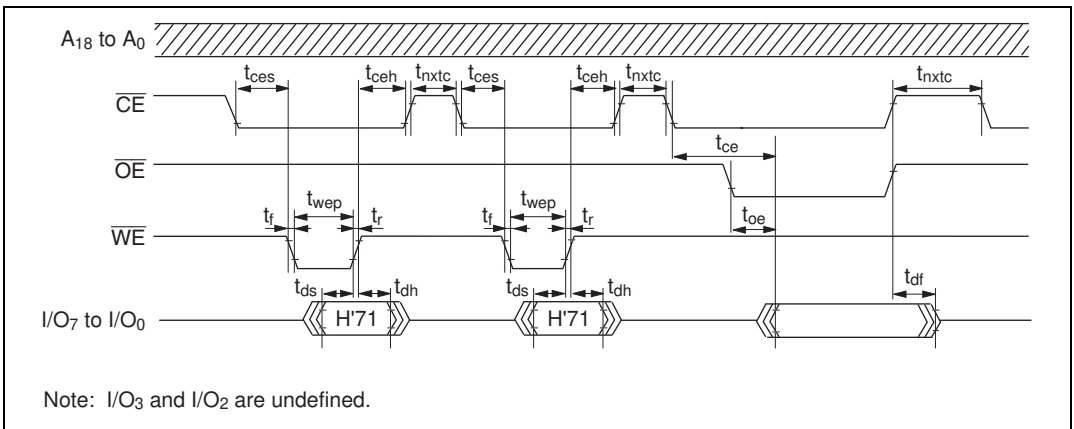 A18 to A0
tces tceh tnxtc tces tceh tnxtc tnxtc
CE
tce
OE
twep twep
tf tr tf tr toe
WE
tds tdh tds tdh tdf
I/O7 to I/O0 H'71 H'71
Note: I/O3 and I/O2 are undefined.